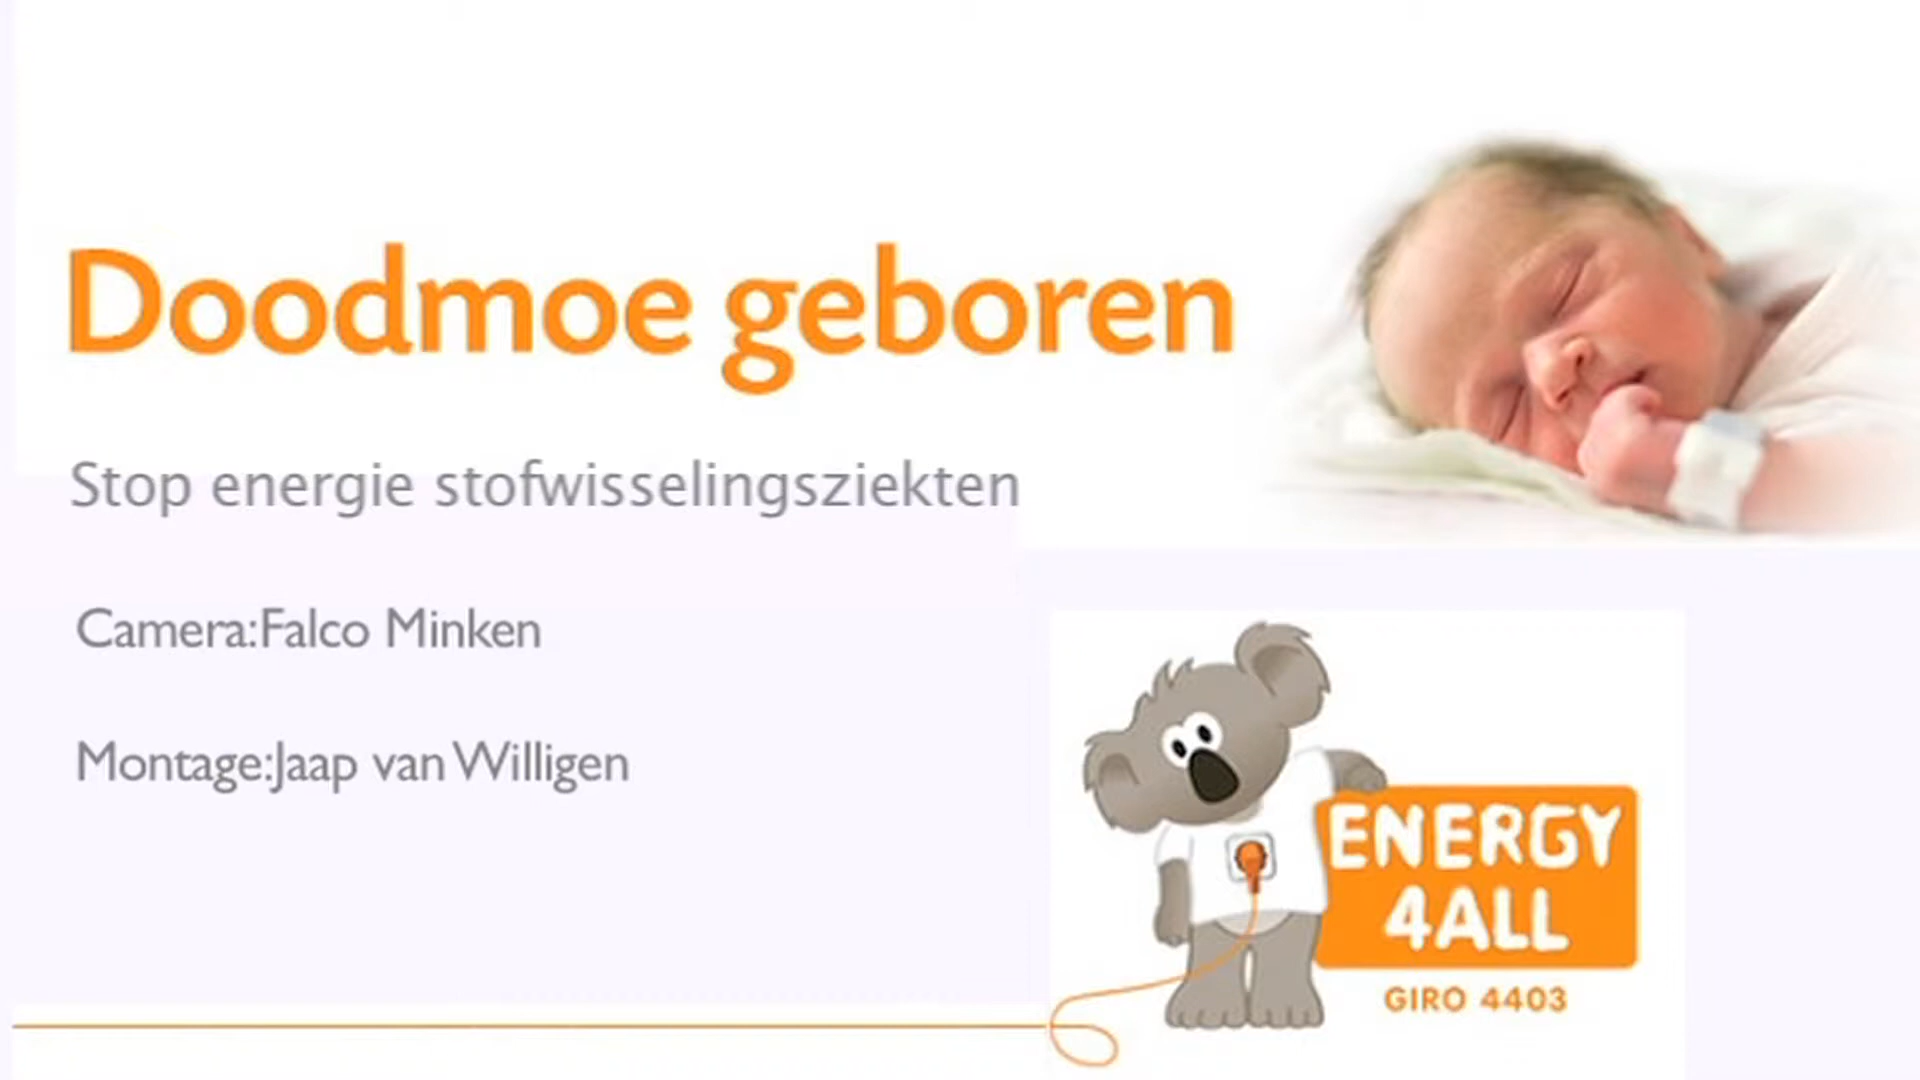 Doodmoe geboren
Stop energie stofwisselingsziekten
Camera:Falco Minken
Montage:Jaap van Willigen
ENERGY
4ALL
GIRO 4403